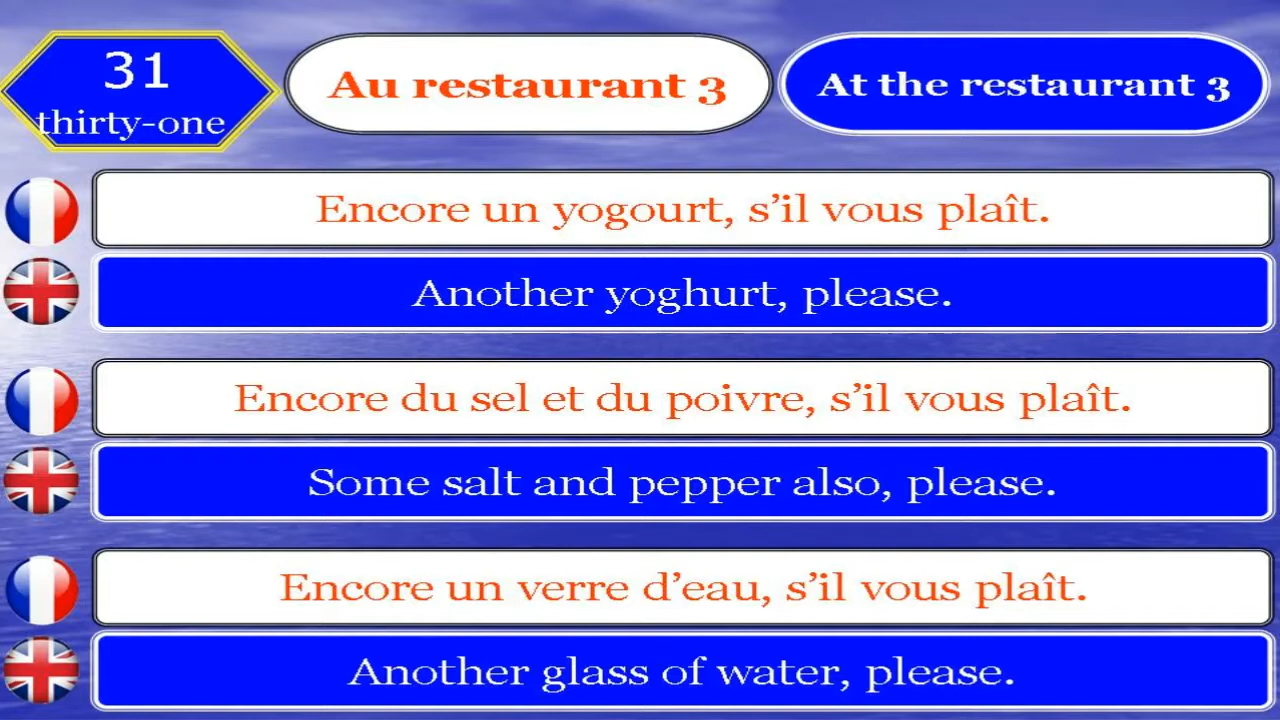 31
thirty-one
Au restaurant 3
At the restaurant 3
Encore un yogourt, s’il vous plaît.
Another yoghurt, please.
Encore du sel et du poivre, s’il vous plaît.
Some salt and pepper also, please.
Encore un verre d’eau, s’il vous plaît.
Another glass of water, please.